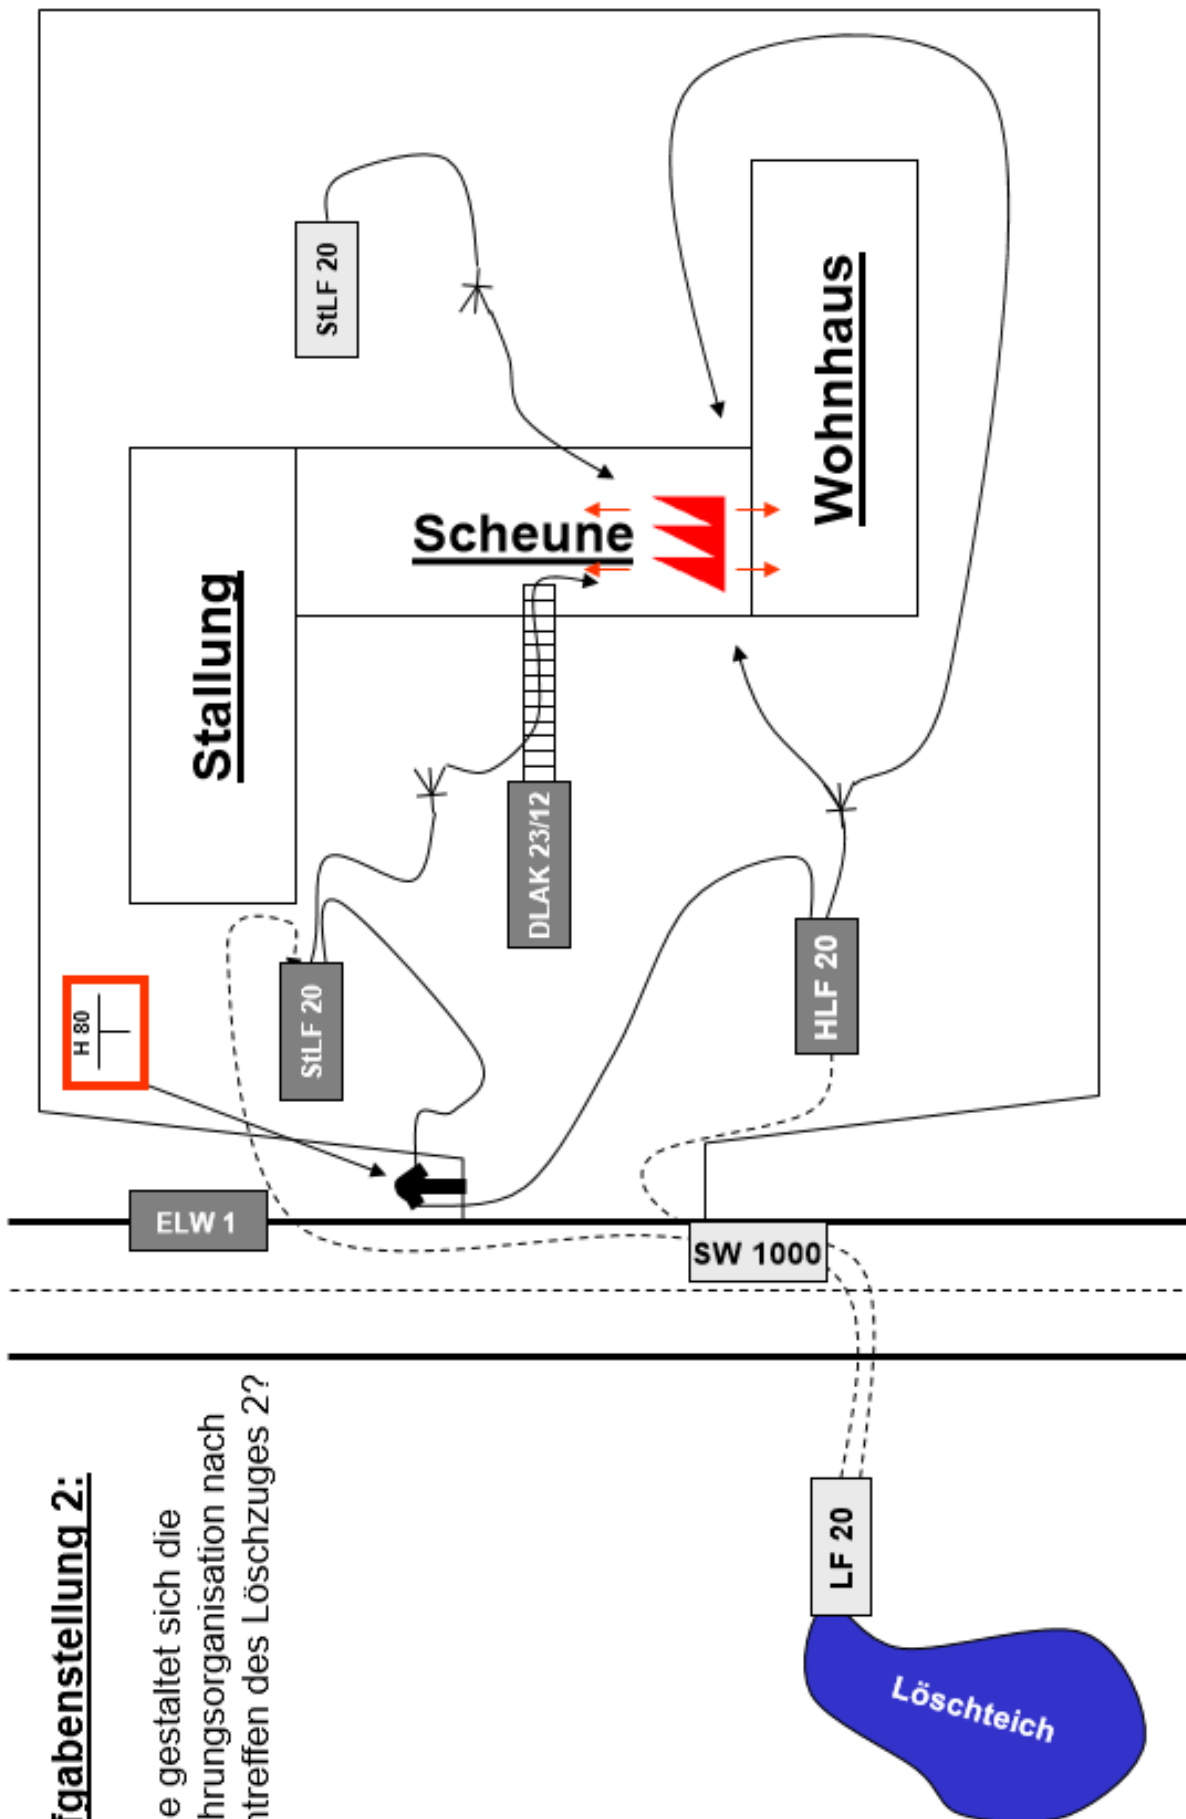 fgabenstellung 2:
e gestaltet sich die
hrungsorganisation nach
ntreffen des Löschzuges 2?
H 80
ELW 1
Stallung
StLF 20
StLF 20
Scheune
DLAK 23/12
SW 1000
HLF 20
Wohnhaus
LF 20
Löschteich